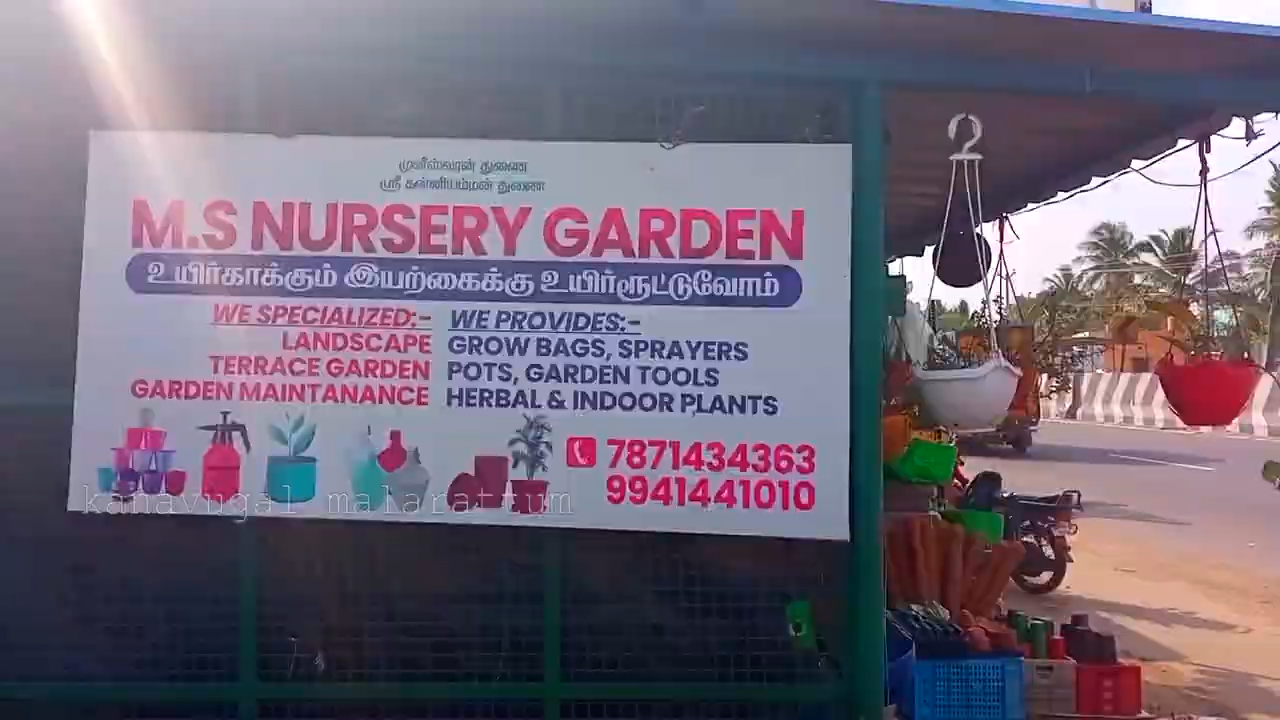 முனீஸ்வரன் துணை
ஸ்ரீ கன்னியம்மன் துணை
M.S NURSERY GARDEN
உயிர்காக்கும் இயற்கைக்கு உயிரூட்டுவோம்
WE SPECIALIZED:-
LANDSCAPE
TERRACE GARDEN
GARDEN MAINTANANCE
WE PROVIDES:-
GROW BAGS, SPRAYERS
POTS, GARDEN TOOLS
HERBAL & INDOOR PLANTS
7871434363
9941441010
kanavugal malarattum